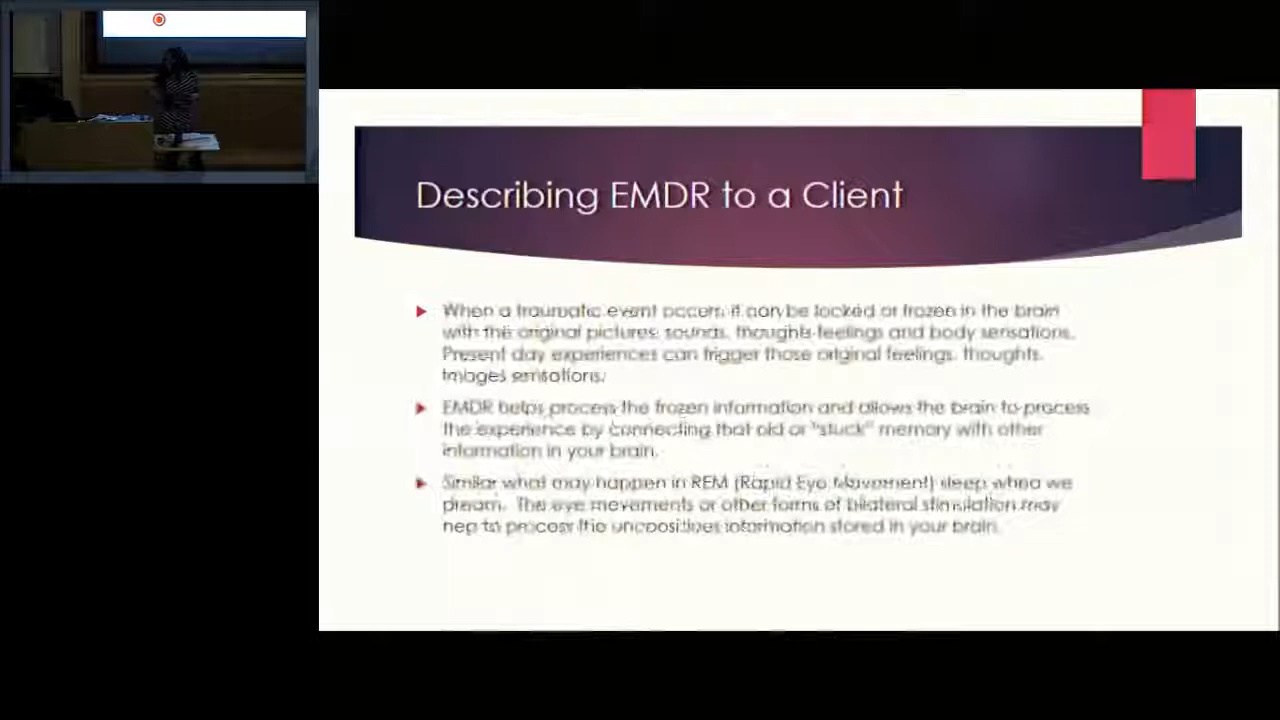 Describing EMDR to a Client
When a traumatic event occurs, it can be locked or frozen in the brain
with the original pictures, sounds, thoughts feelings and body sensations.
Present day experiences can trigger those original feelings, thoughts,
images
EMDR helps process the frozen information and allows the brain to process
the experience by connecting that old or "stuck" memory with other
information in your brain.
Similar what may happen in REM (Rapid Eye Movement) sleep when we
dream. The eye movements or other forms of bilateral stimulation may
to process the information stored in your brain.